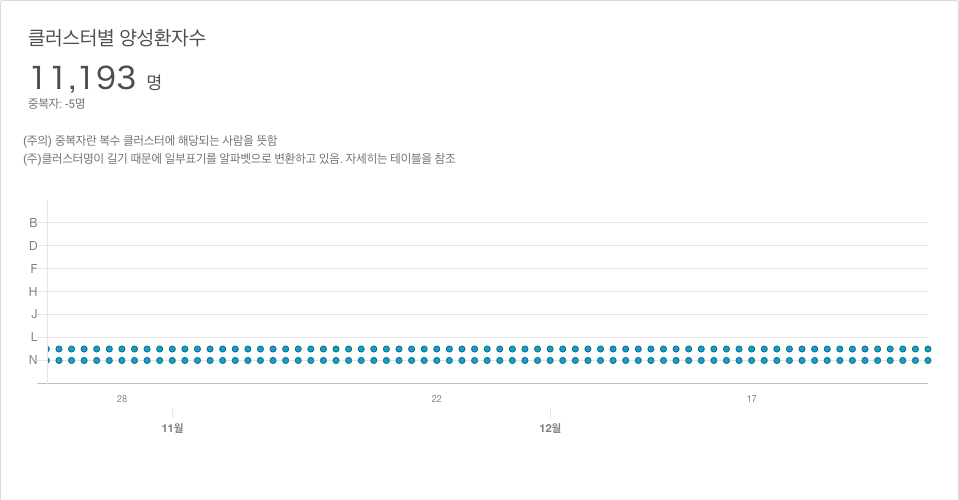 클러스터별 양성환자수
11,193 명
중복자: -5명
(주의) 중복자란 복수 클러스터에 해당되는 사람을 뜻함
(주)클러스터명이 길기 때문에 일부표기를 알파벳으로 변환하고 있음. 자세히는 테이블을 참조
B
D
F
H
J
L
N
28 22 17
11월 12월